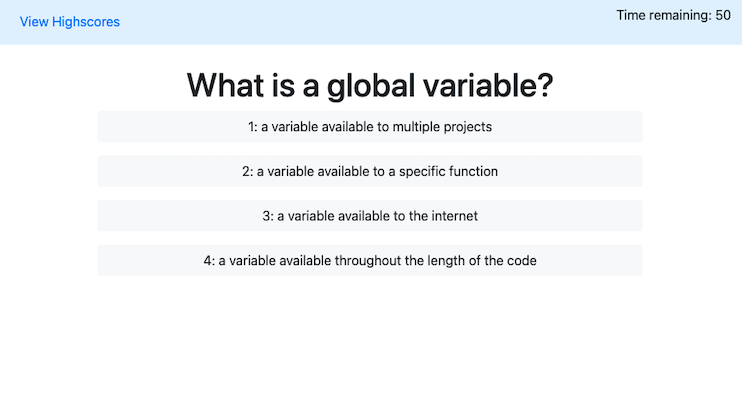 View Highscores
Time remaining: 50
What is a global variable?
1: a variable available to multiple projects
2: a variable available to a specific function
3: a variable available to the internet
4: a variable available throughout the length of the code